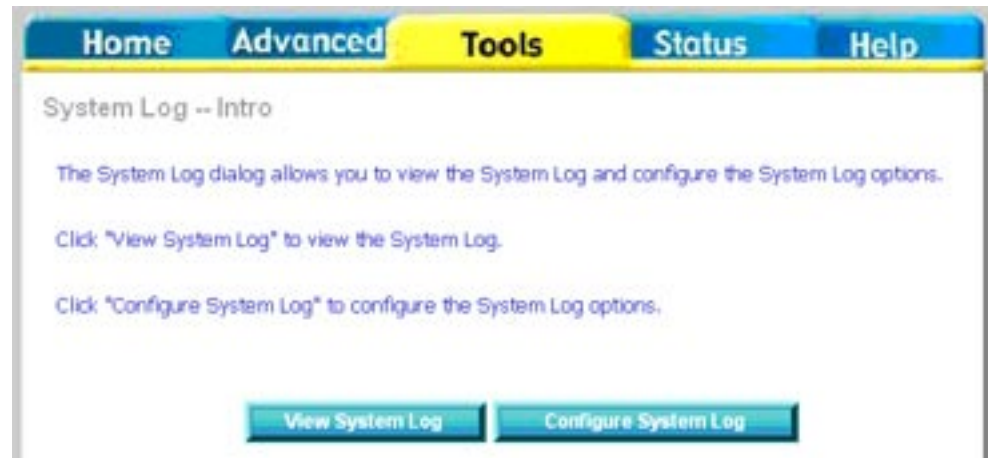 Home Advanced Tools Status Help
System Log -- Intro
The System Log dialog allows you to view the System Log and configure the System Log options.
Click "View System Log" to view the System Log.
Click "Configure System Log" to configure the System Log options.
View System Log Configure System Log